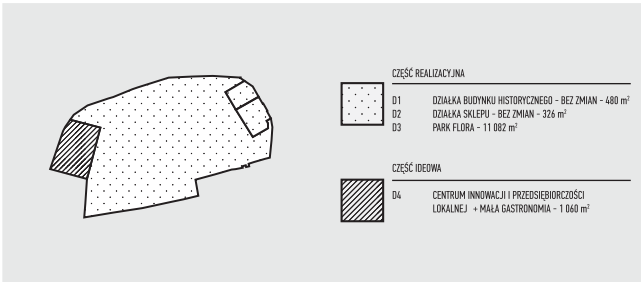 CZĘŚĆ REALIZACYJNA
D1 DZIAŁKA BUDYNKU HISTORYCZNEGO - BEZ ZMIAN - 480 m²
D2 DZIAŁKA SKLEPU - BEZ ZMIAN - 326 m²
D3 PARK FLORA - 11 082 m²
CZĘŚĆ IDEOWA
D4 CENTRUM INNOWACJI I PRZEDSIĘBIORCZOŚCI
LOKALNEJ + MAŁA GASTRONOMIA - 1 060 m²